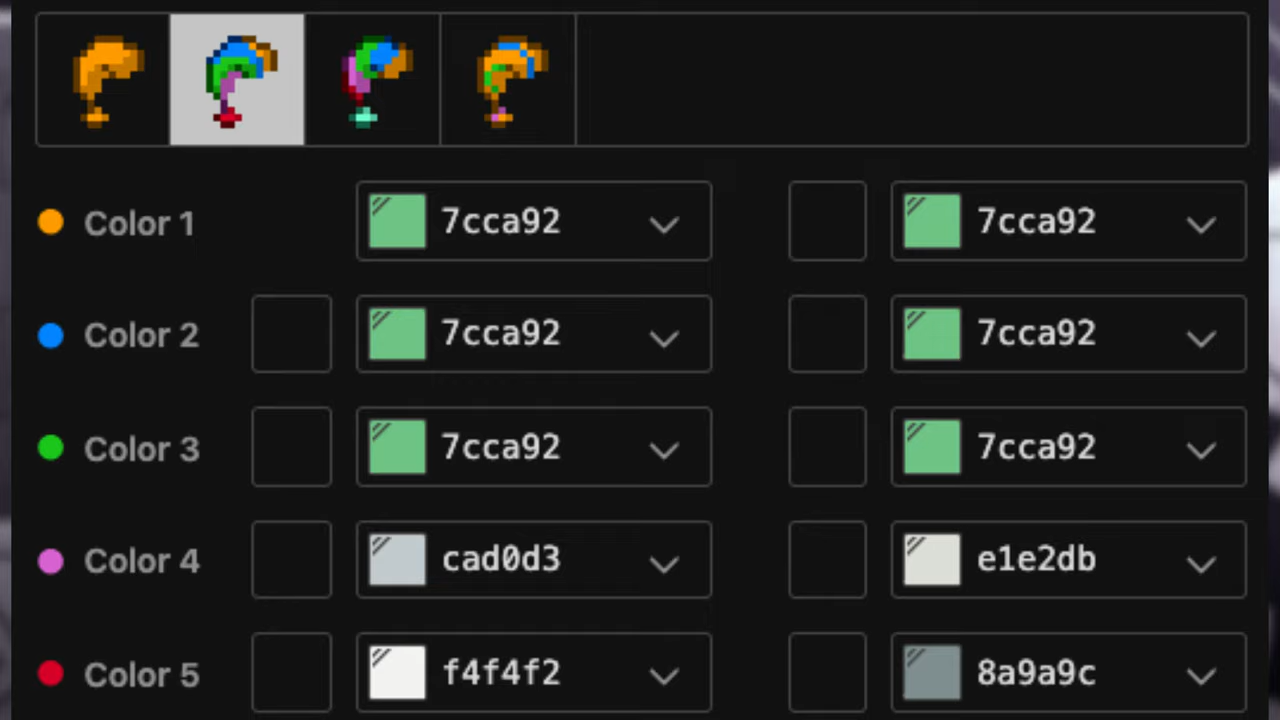 Color 1 7cca92 7cca92
Color 2 7cca92 7cca92
Color 3 7cca92 7cca92
Color 4 cad0d3 e1e2db
Color 5 f4f4f2 8a9a9c